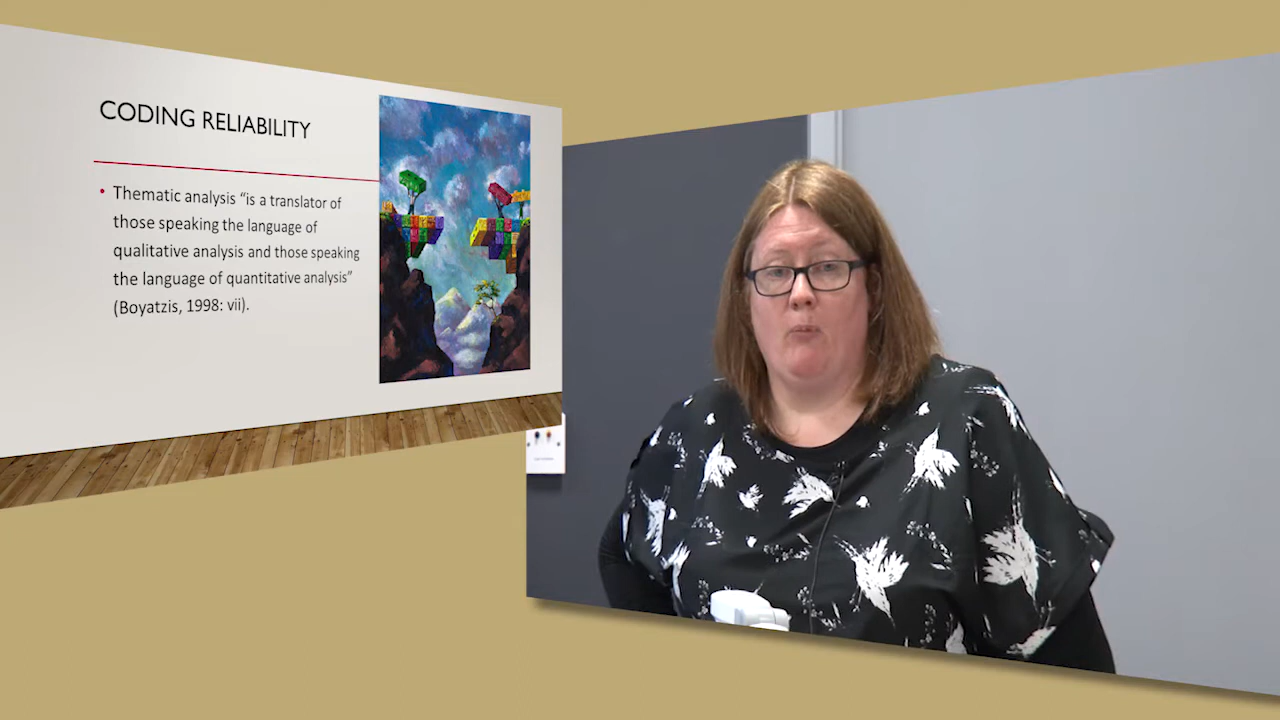 CODING RELIABILITY
• Thematic analysis “is a translator of
those speaking the language of
qualitative analysis and those speaking
the language of quantitative analysis”
(Boyatzis, 1998: vii).